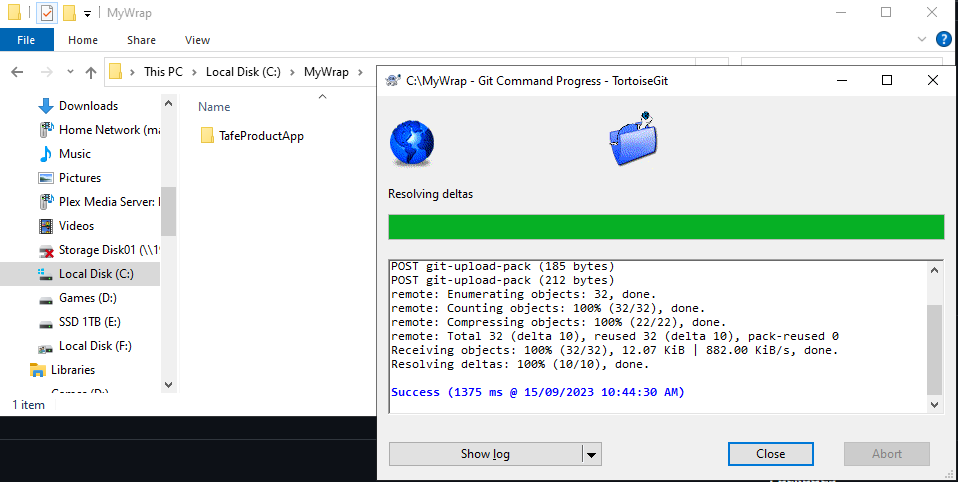 MyWrap
File Home Share View
This PC > Local Disk (C:) > MyWrap >
Downloads
Home Network (ma
Music
Pictures
Plex Media Server:
Videos
Storage Disk01 (\\19
Local Disk (C:)
Games (D:)
SSD 1TB (E:)
Local Disk (F:)
Libraries
Games (D:)
Name
TafeProductApp
1 item
C:\MyWrap - Git Command Progress - TortoiseGit
Resolving deltas
POST git-upload-pack (185 bytes)
POST git-upload-pack (212 bytes)
remote: Enumerating objects: 32, done.
remote: Counting objects: 100% (32/32), done.
remote: Compressing objects: 100% (22/22), done.
remote: Total 32 (delta 10), reused 32 (delta 10), pack-reused 0
Receiving objects: 100% (32/32), 12.07 KiB | 882.00 KiB/s, done.
Resolving deltas: 100% (10/10), done.
Success (1375 ms @ 15/09/2023 10:44:30 AM)
Show log
Close
Abort